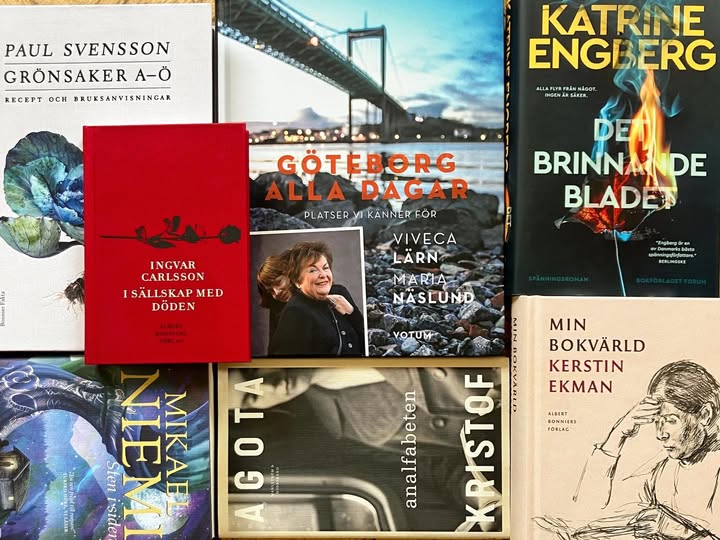 PAUL SVENSSON
GRÖNSAKER A–Ö
RECEPT OCH BRUKSANVISNINGAR
Bonnier Fakta
INGVAR
CARLSSON
I SÄLLSKAP MED
DÖDEN
ALBERT
BONNIERS
FÖRLAG
GÖTEBORG
ALLA DAGAR
PLATSER VI KÄNNER FÖR
VIVECA
LÄRN
MARIA
NÄSLUND
VOTUM
KATRINE
ENGBERG
ALLA FLYR FRÅN NÅGOT.
INGEN ÄR SÄKER.
DET
BRINNANDE
BLADET
"Engberg är en
av Danmarks bästa
spänningsförfattare."
BERLINGSKE
SPÄNNINGSROMAN
BOKFÖRLAGET FORUM
MIKAEL
NIEMI
Sten i siden
AGOTA
KRISTOF
analfabeten
MIN BOKVÄRLD
MIN
BOKVÄRLD
KERSTIN
EKMAN
ALBERT
BONNIERS
FÖRLAG